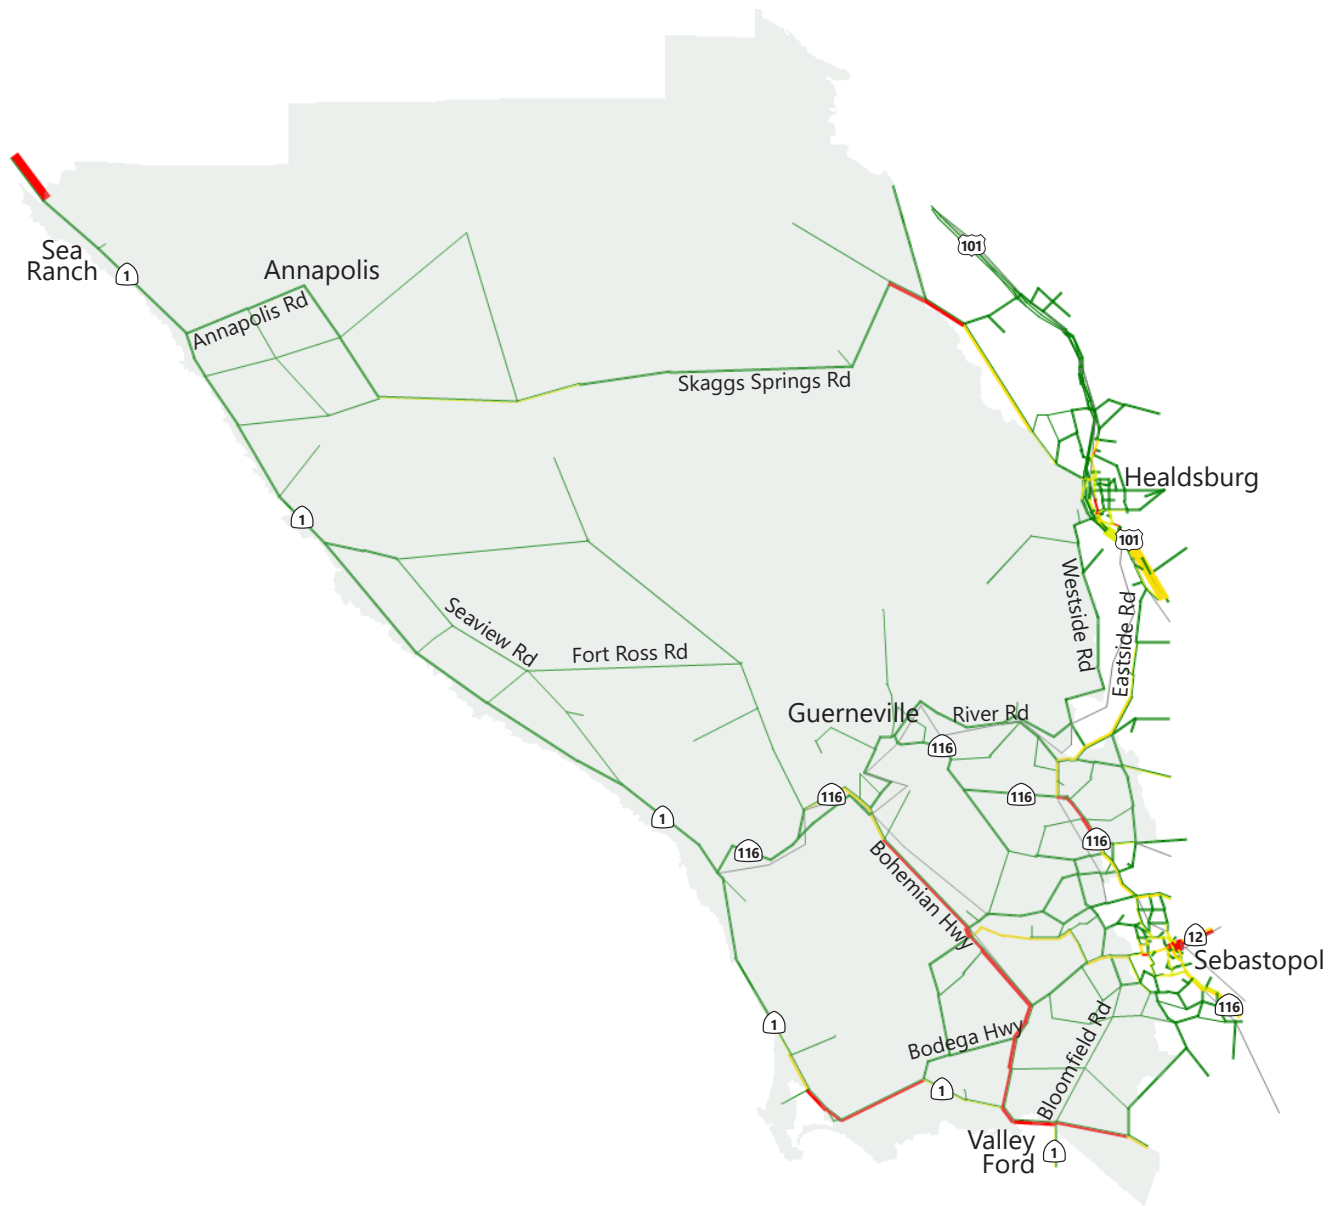 101
Sea
Ranch
1
Annapolis
Annapolis Rd
Skaggs Springs Rd
Healdsburg
1
101
Westside Rd
Eastside Rd
Seaview Rd
Fort Ross Rd
Guerneville
River Rd
116
116
116
1
116
116
Bohemian Hwy
12
Sebastopol
116
1
Bodega Hwy
Bloomfield Rd
1
Valley
Ford
1